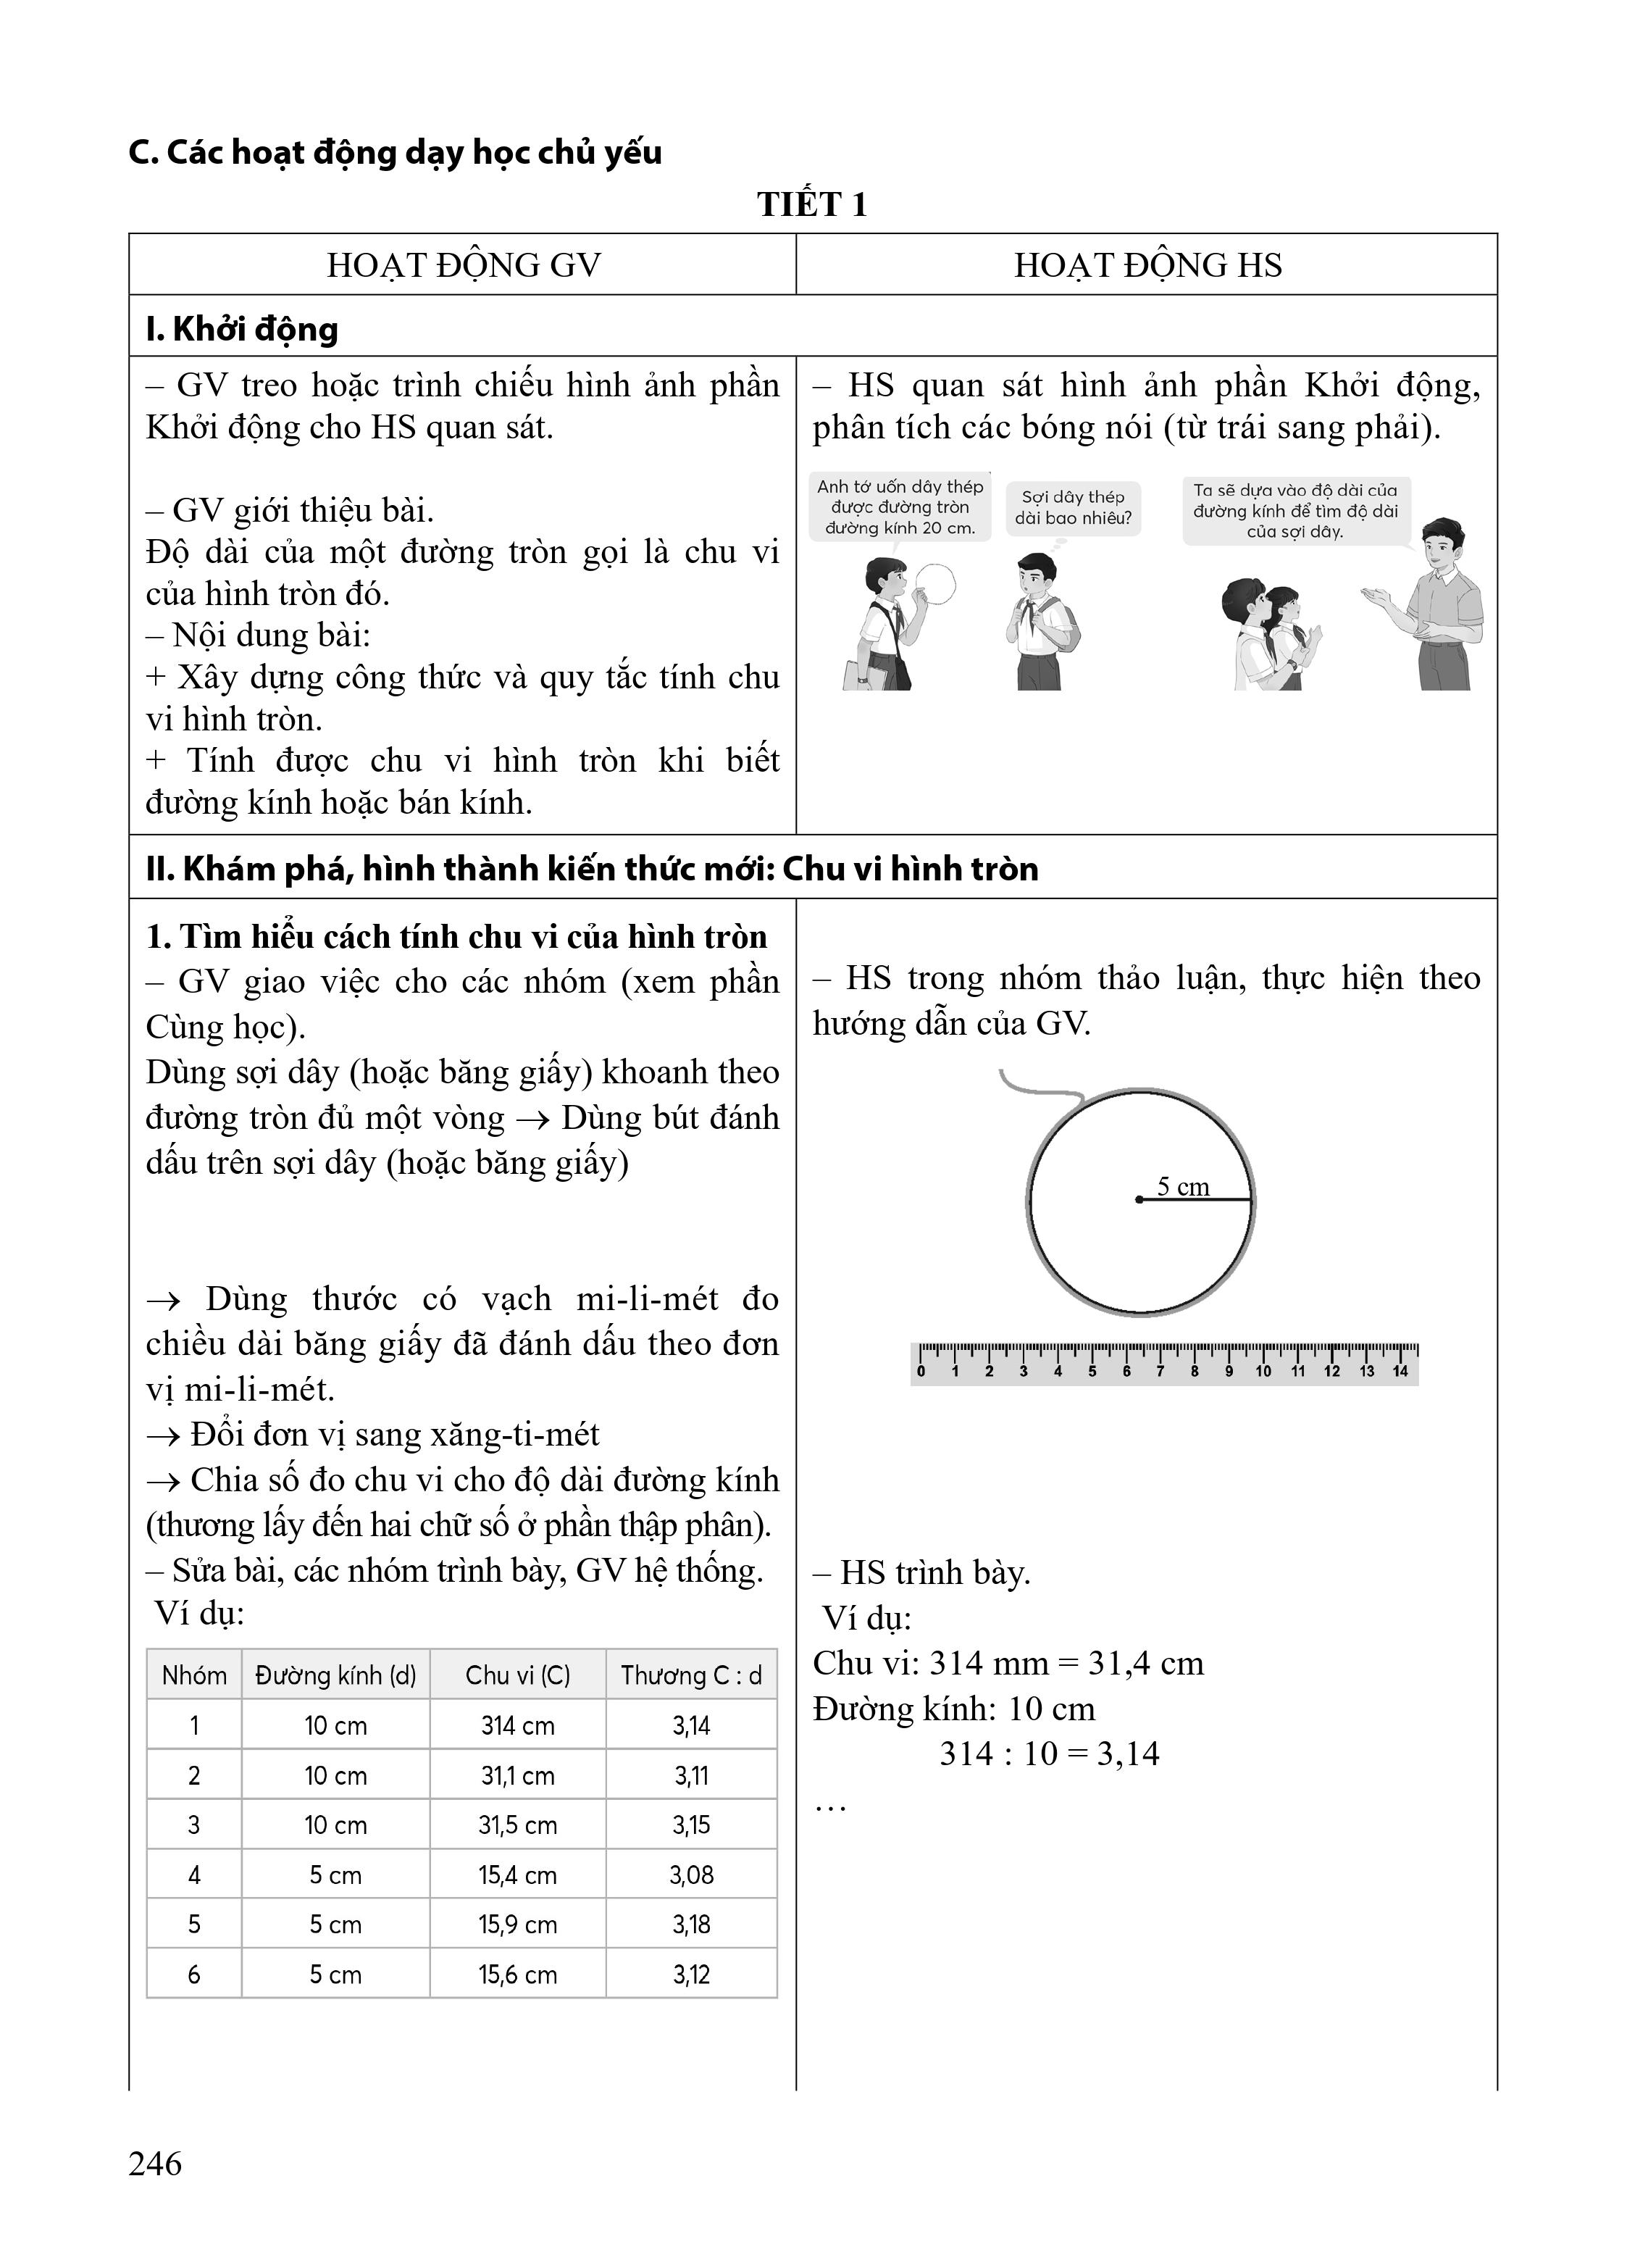 C. Các hoạt động dạy học chủ yếu
TIẾT 1
HOẠT ĐỘNG GV
HOẠT ĐỘNG HS
I. Khởi động
– GV treo hoặc trình chiếu hình ảnh phần
Khởi động cho HS quan sát.
– GV giới thiệu bài.
Độ dài của một đường tròn gọi là chu vi
của hình tròn đó.
– Nội dung bài:
+ Xây dựng công thức và quy tắc tính chu
vi hình tròn.
+ Tính được chu vi hình tròn khi biết
đường kính hoặc bán kính.
– HS quan sát hình ảnh phần Khởi động,
phân tích các bóng nói (từ trái sang phải).
Anh tớ uốn dây thép
được đường tròn
đường kính 20 cm.
Sợi dây thép
dài bao nhiêu?
Ta sẽ dựa vào độ dài của
đường kính để tìm độ dài
của sợi dây.
II. Khám phá, hình thành kiến thức mới: Chu vi hình tròn
1. Tìm hiểu cách tính chu vi của hình tròn
– GV giao việc cho các nhóm (xem phần
Cùng học).
Dùng sợi dây (hoặc băng giấy) khoanh theo
đường tròn đủ một vòng → Dùng bút đánh
dấu trên sợi dây (hoặc băng giấy)
→ Dùng thước có vạch mi-li-mét đo
chiều dài băng giấy đã đánh dấu theo đơn
vị mi-li-mét.
→ Đổi đơn vị sang xăng-ti-mét
→ Chia số đo chu vi cho độ dài đường kính
(thương lấy đến hai chữ số ở phần thập phân).
– Sửa bài, các nhóm trình bày, GV hệ thống.
Ví dụ:
Nhóm Đường kính (d) Chu vi (C) Thương C : d
1 10 cm 314 cm 3,14
2 10 cm 31,1 cm 3,11
3 10 cm 31,5 cm 3,15
4 5 cm 15,4 cm 3,08
5 5 cm 15,9 cm 3,18
6 5 cm 15,6 cm 3,12
– HS trong nhóm thảo luận, thực hiện theo
hướng dẫn của GV.
5 cm
0 1 2 3 4 5 6 7 8 9 10 11 12 13 14
– HS trình bày.
Ví dụ:
Chu vi: 314 mm = 31,4 cm
Đường kính: 10 cm
314 : 10 = 3,14
…
246